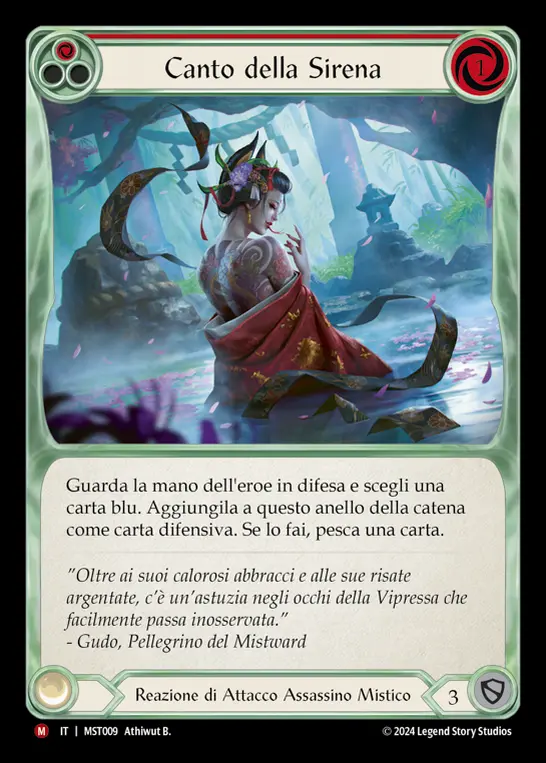 Canto della Sirena
1
Guarda la mano dell'eroe in difesa e scegli una
carta blu. Aggiungila a questo anello della catena
come carta difensiva. Se lo fai, pesca una carta.
"Oltre ai suoi calorosi abbracci e alle sue risate
argentate, c'è un'astuzia negli occhi della Vipressa che
facilmente passa inosservata."
- Gudo, Pellegrino del Mistward
Reazione di Attacco Assassino Mistico
3
M IT | MST009 Athiwut B.
© 2024 Legend Story Studios